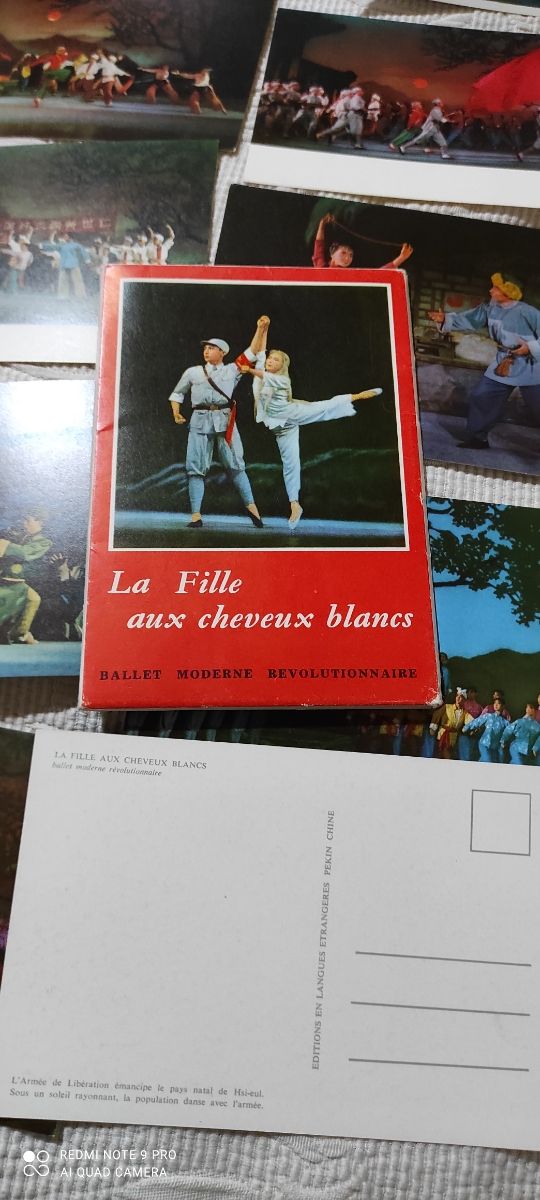 La Fille
aux cheveux blancs
BALLET MODERNE REVOLUTIONNAIRE
LA FILLE AUX CHEVEUX BLANCS
ballet moderne révolutionnaire
EDITIONS EN LANGUES ETRANGERES PEKIN CHINE
L'Armée de Libération émancipe le pays natal de Hsi-eul.
Sous un soleil rayonnant, la population danse avec l'armée.
REDMI NOTE 9 PRO
AI QUAD CAMERA